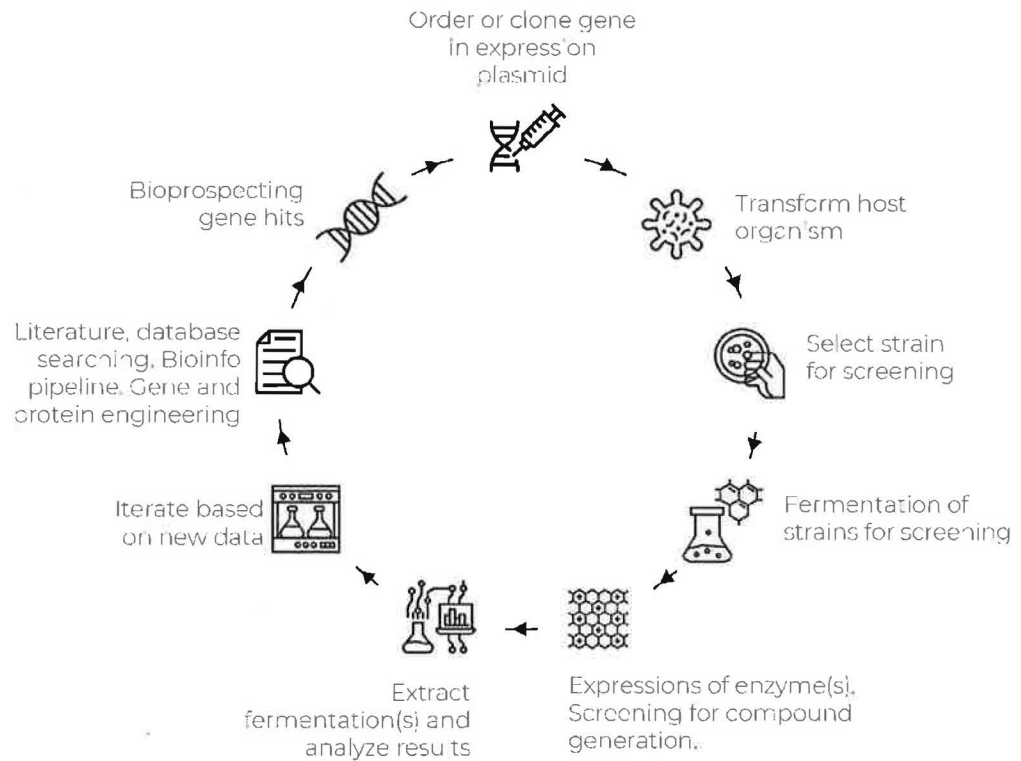 Order or clone gene
in expression
plasmid
Transform host
organism
Select strain
for screening
Fermentation of
strains for screening
Expressions of enzyme(s).
Screening for compound
generation.
Extract
fermentation(s) and
analyze results
Iterate based
on new data
Literature, database
searching, Bioinfo
pipeline. Gene and
protein engineering
Bioprospecting
gene hits